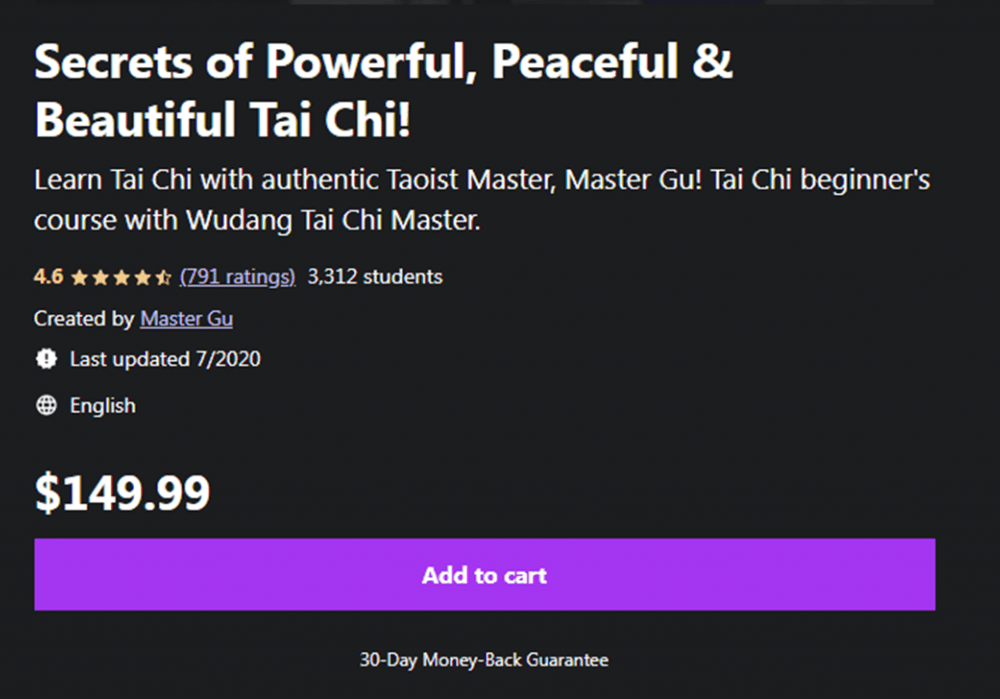 Secrets of Powerful, Peaceful &
Beautiful Tai Chi!
Learn Tai Chi with authentic Taoist Master, Master Gu! Tai Chi beginner's
course with Wudang Tai Chi Master.
4.6 (791 ratings) 3,312 students
Created by Master Gu
Last updated 7/2020
English
$149.99
Add to cart
30-Day Money-Back Guarantee